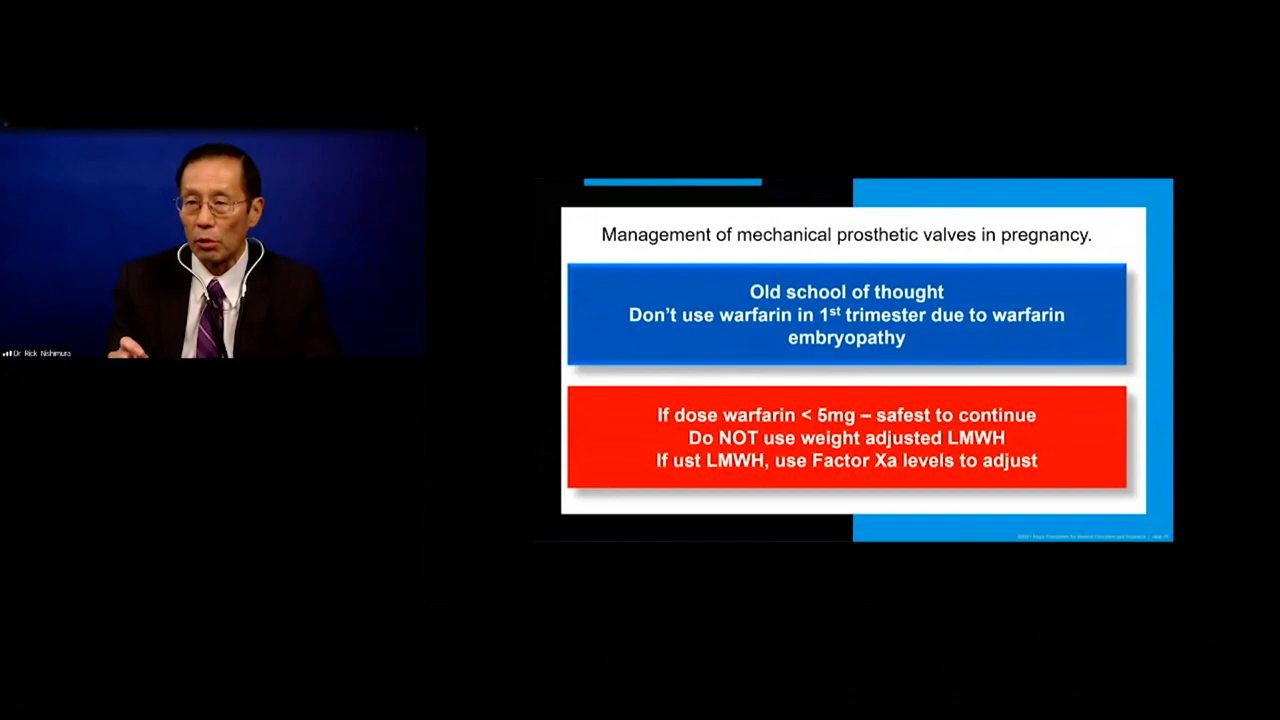 Dr Rick Nishimura
Management of mechanical prosthetic valves in pregnancy.
Old school of thought
Don't use warfarin in 1st trimester due to warfarin
embryopathy
If dose warfarin < 5mg – safest to continue
Do NOT use weight adjusted LMWH
If ust LMWH, use Factor Xa levels to adjust